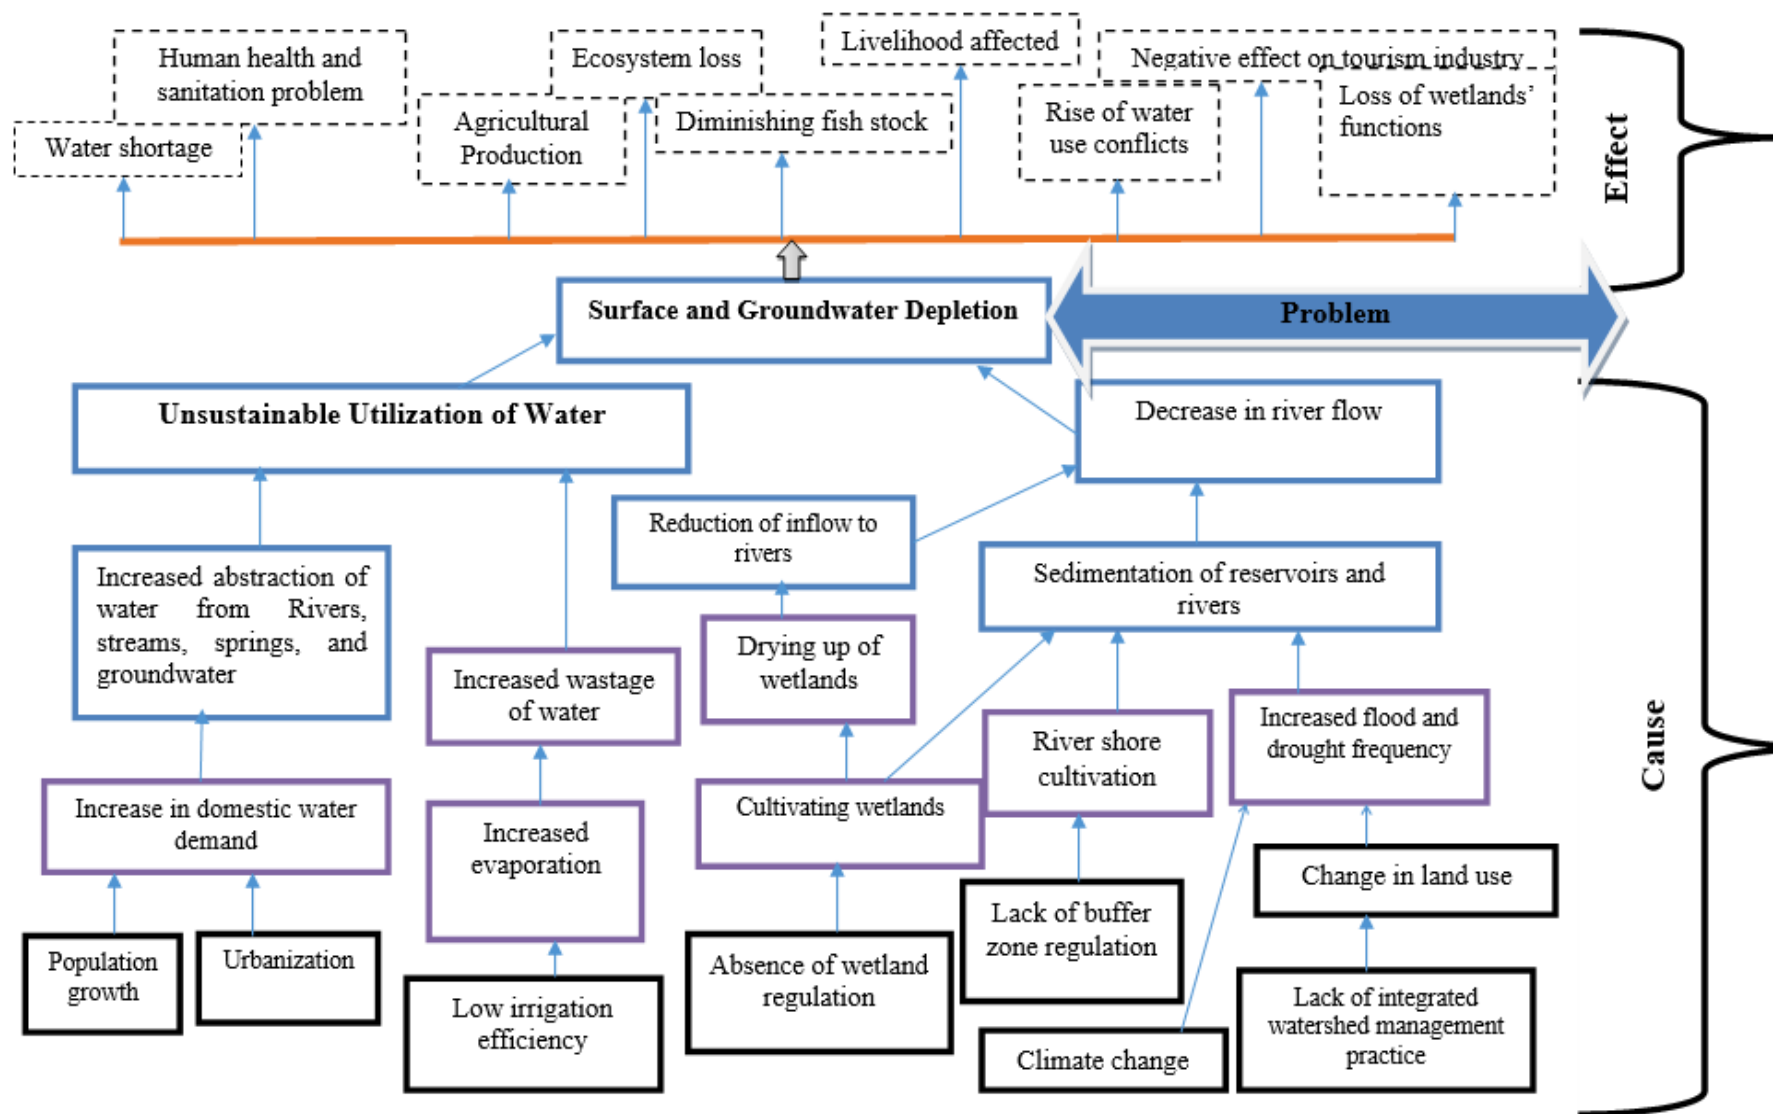 Human health and
sanitation problem
Water shortage
Ecosystem loss
Agricultural
Production
Diminishing fish stock
Livelihood affected
Negative effect on tourism industry
Rise of water
use conflicts
Loss of wetlands’
functions
Effect
Surface and Groundwater Depletion
Problem
Unsustainable Utilization of Water
Decrease in river flow
Reduction of inflow to
rivers
Sedimentation of reservoirs and
rivers
Increased abstraction of
water from Rivers,
streams, springs, and
groundwater
Increased wastage
of water
Drying up of
wetlands
River shore
cultivation
Increased flood and
drought frequency
Cause
Increase in domestic water
demand
Increased
evaporation
Cultivating wetlands
Change in land use
Population
growth
Urbanization
Low irrigation
efficiency
Absence of wetland
regulation
Lack of buffer
zone regulation
Climate change
Lack of integrated
watershed management
practice